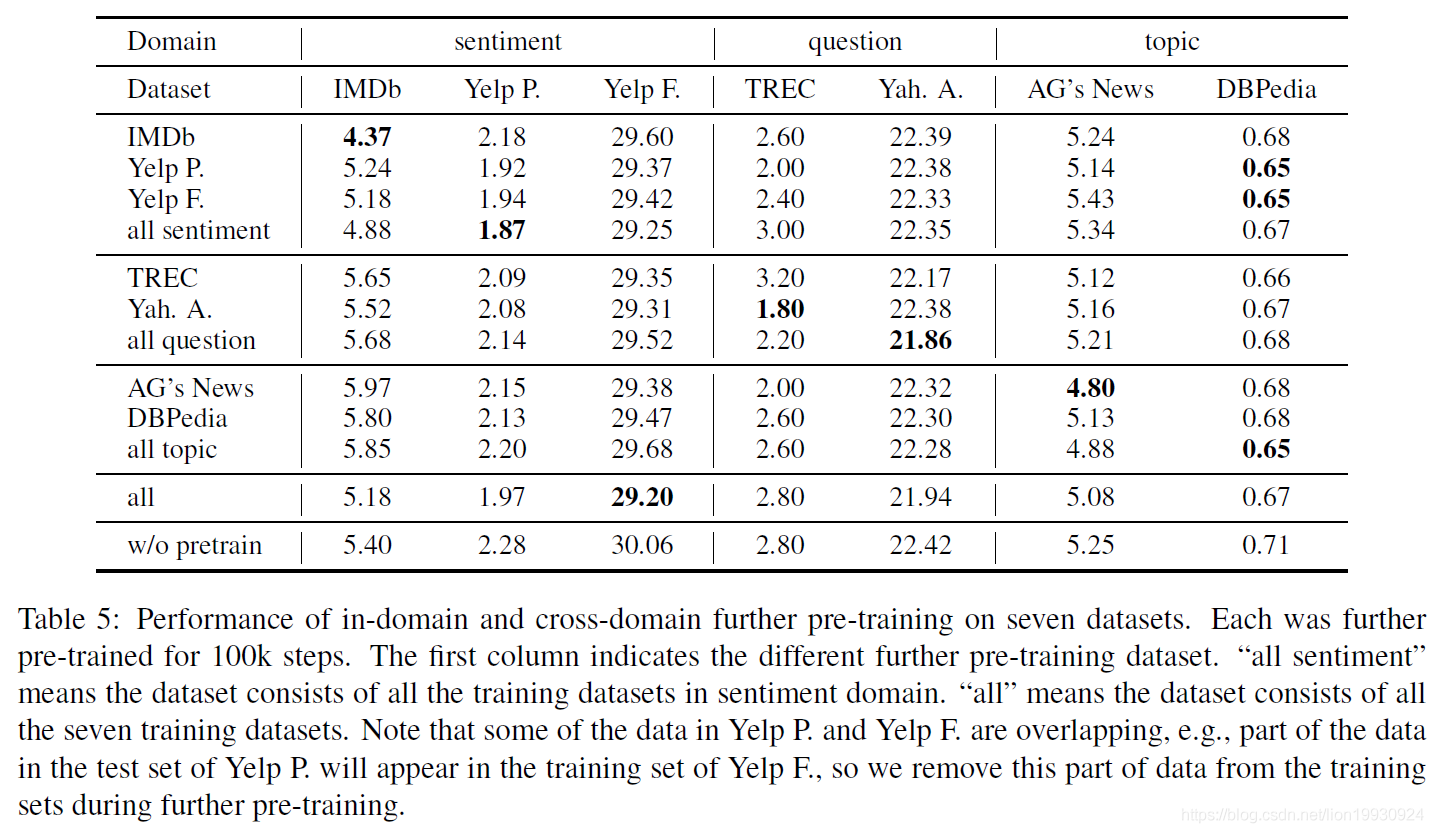 Domain sentiment question topic
Dataset IMDb Yelp P. Yelp F. TREC Yah. A. AG's News DBPedia
IMDb 4.37 2.18 29.60 2.60 22.39 5.24 0.68
Yelp P. 5.24 1.92 29.37 2.00 22.38 5.14 0.65
Yelp F. 5.18 1.94 29.42 2.40 22.33 5.43 0.65
all sentiment 4.88 1.87 29.25 3.00 22.35 5.34 0.67
TREC 5.65 2.09 29.35 3.20 22.17 5.12 0.66
Yah. A. 5.52 2.08 29.31 1.80 22.38 5.16 0.67
all question 5.68 2.14 29.52 2.20 21.86 5.21 0.68
AG's News 5.97 2.15 29.38 2.00 22.32 4.80 0.68
DBPedia 5.80 2.13 29.47 2.60 22.30 5.13 0.68
all topic 5.85 2.20 29.68 2.60 22.28 4.88 0.65
all 5.18 1.97 29.20 2.80 21.94 5.08 0.67
w/o pretrain 5.40 2.28 30.06 2.80 22.42 5.25 0.71
Table 5: Performance of in-domain and cross-domain further pre-training on seven datasets. Each was further
pre-trained for 100k steps. The first column indicates the different further pre-training dataset. “all sentiment”
means the dataset consists of all the training datasets in sentiment domain. “all” means the dataset consists of all
the seven training datasets. Note that some of the data in Yelp P. and Yelp F. are overlapping, e.g., part of the data
in the test set of Yelp P. will appear in the training set of Yelp F., so we remove this part of data from the training
sets during further pre-training.
https://blog.csdn.net/lion19930924